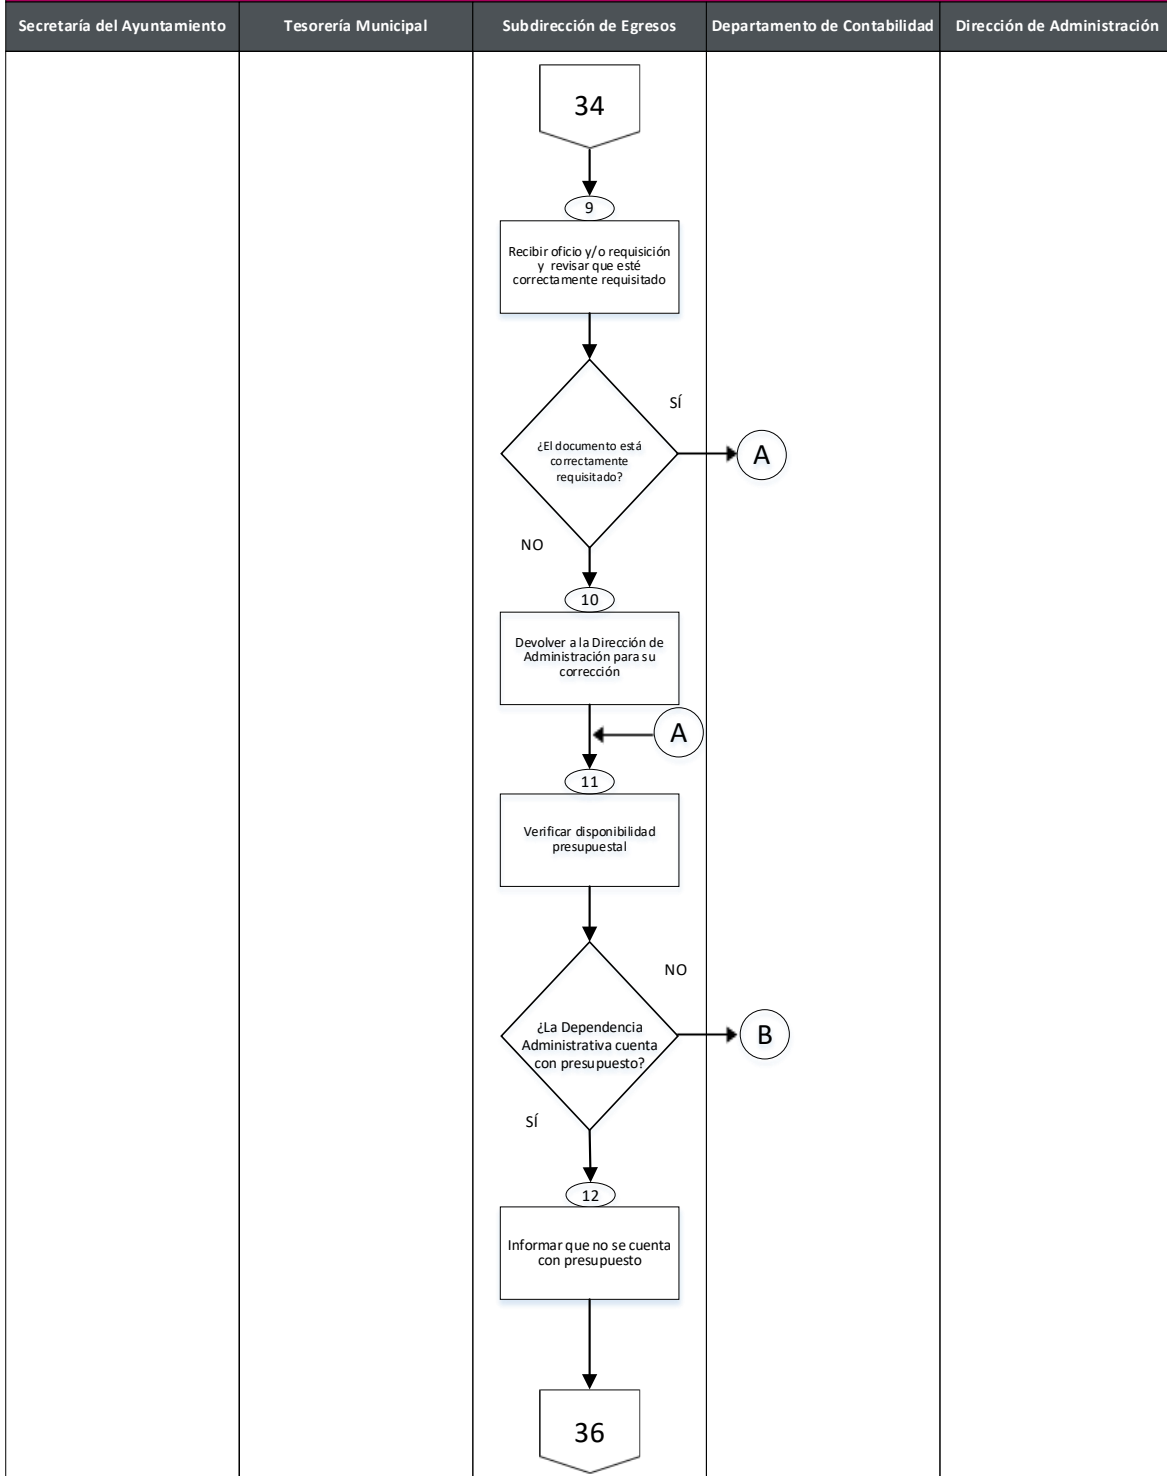 Secretaría del Ayuntamiento
Tesorería Municipal
Subdirección de Egresos
Departamento de Contabilidad
Dirección de Administración
34
9
Recibir oficio y/o requisición
y revisar que esté
correctamente requisitado
SÍ
¿El documento está
correctamente
requisitado?
A
NO
10
Devolver a la Dirección de
Administración para su
corrección
A
11
Verificar disponibilidad
presupuestal
NO
¿La Dependencia
Administrativa cuenta
con presupuesto?
B
SÍ
12
Informar que no se cuenta
con presupuesto
36